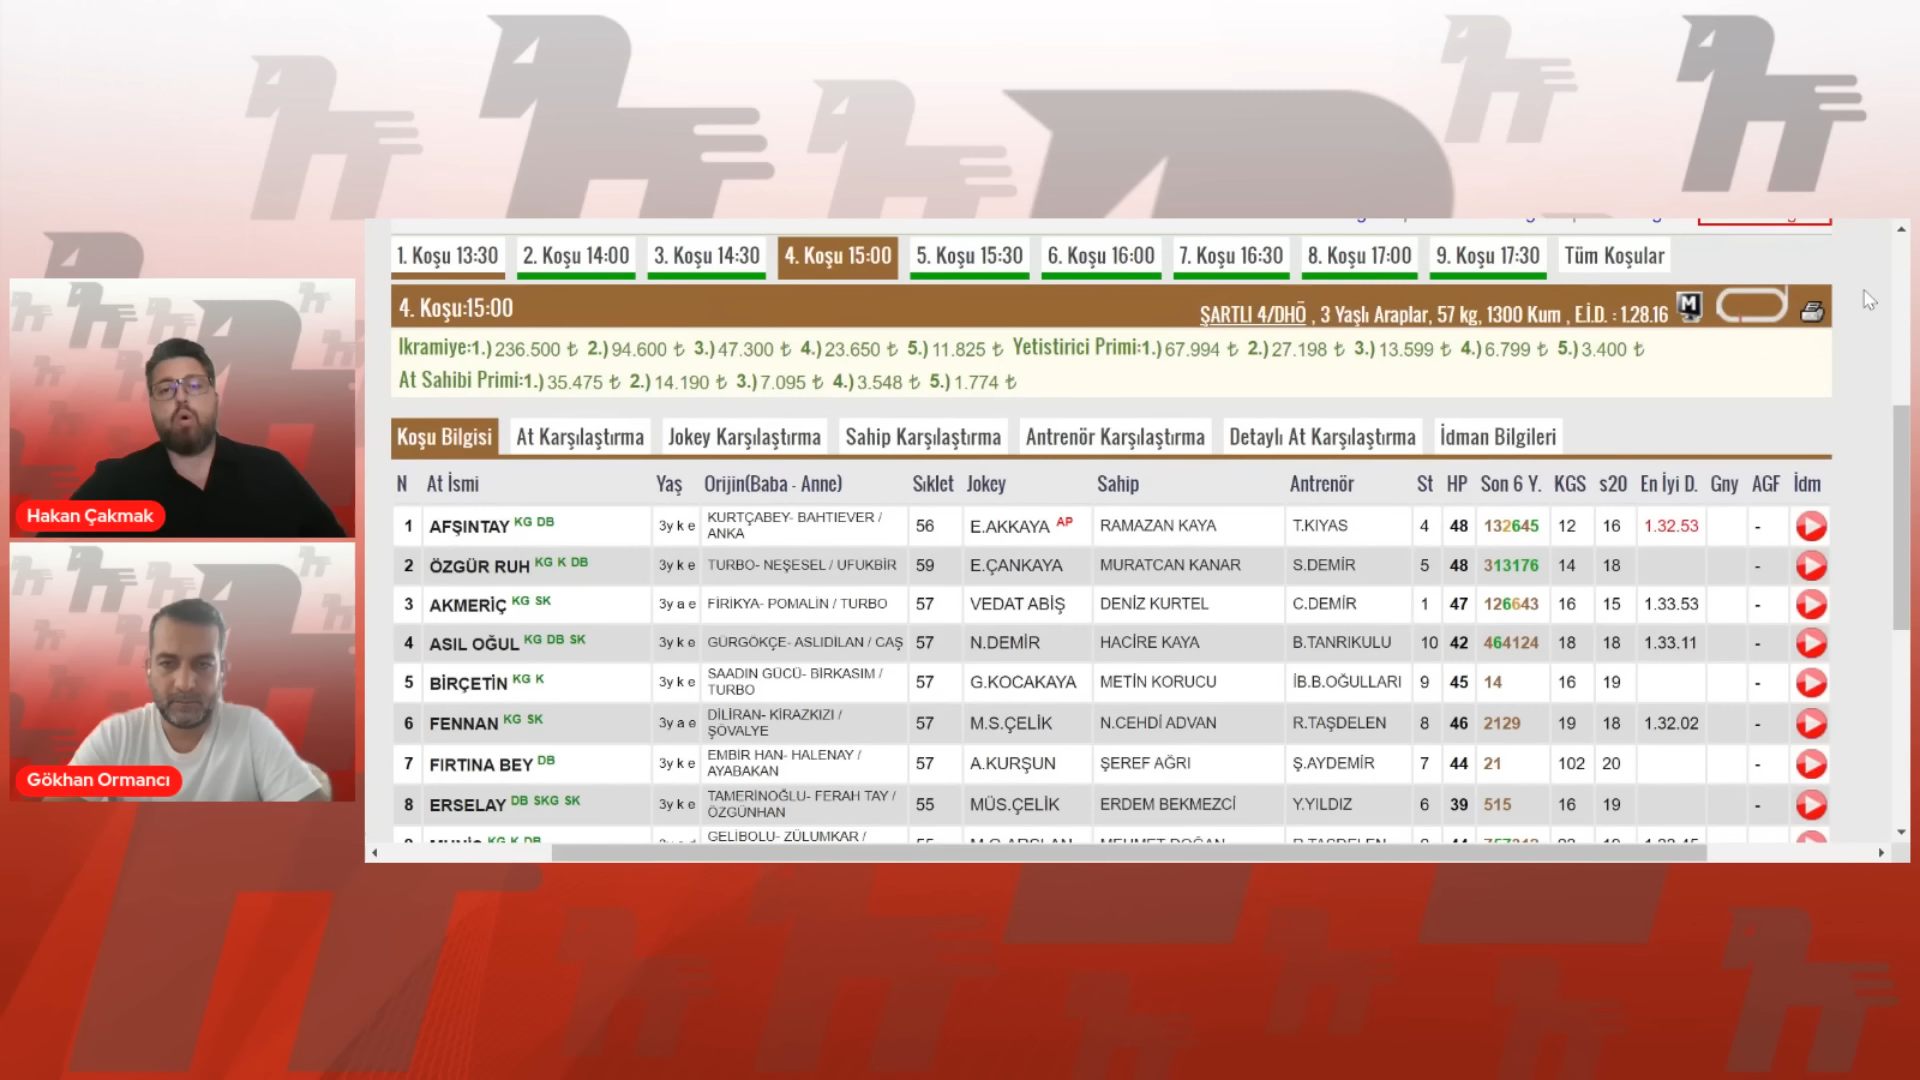 1. Koşu 13:30 2. Koşu 14:00 3. Koşu 14:30 4. Koşu 15:00 5. Koşu 15:30 6. Koşu 16:00 7. Koşu 16:30 8. Koşu 17:00 9. Koşu 17:30 Tüm Koşular
4. Koşu:15:00
ŞARTLI 4/DHÖ , 3 Yaşlı Araplar, 57 kg, 1300 Kum , E.İ.D. : 1.28.16 M
Ikramiye:1.) 236.500 ₺ 2.) 94.600 ₺ 3.) 47.300 ₺ 4.) 23.650 ₺ 5.) 11.825 ₺ Yetistirici Primi:1.) 67.994 ₺ 2.) 27.198 ₺ 3.) 13.599 ₺ 4.) 6.799 ₺ 5.) 3.400 ₺
At Sahibi Primi:1.) 35.475 ₺ 2.) 14.190 ₺ 3.) 7.095 ₺ 4.) 3.548 ₺ 5.) 1.774 ₺
Koşu Bilgisi At Karşılaştırma Jokey Karşılaştırma Sahip Karşılaştırma Antrenör Karşılaştırma Detaylı At Karşılaştırma İdman Bilgileri
N At İsmi Yaş Orijin(Baba - Anne) Sıklet Jokey Sahip Antrenör St HP Son 6 Y. KGS s20 En İyi D. Gny AGF İdm
1 AFŞINTAY KG DB 3y k e KURTÇABEY- BAHTIEVER / ANKA 56 E.AKKAYA AP RAMAZAN KAYA T.KIYAS 4 48 132645 12 16 1.32.53 -
2 ÖZGÜR RUH KG K DB 3y k e TURBO- NEŞESEL / UFUKBİR 59 E.ÇANKAYA MURATCAN KANAR S.DEMİR 5 48 313176 14 18 -
3 AKMERİÇ KG SK 3y a e FİRİKYA- POMALİN / TURBO 57 VEDAT ABİŞ DENİZ KURTEL C.DEMİR 1 47 126643 16 15 1.33.53 -
4 ASIL OĞUL KG DB SK 3y k e GÜRGÖKÇE- ASLIDİLAN / CAŞ 57 N.DEMİR HACİRE KAYA B.TANRIKULU 10 42 464124 18 18 1.33.11 -
5 BİRÇETİN KG K 3y k e SAADIN GÜCÜ- BİRKASIM / TURBO 57 G.KOCAKAYA METİN KORUCU İB.B.OĞULLARI 9 45 14 16 19 -
6 FENNAN KG SK 3y a e DİLİRAN- KİRAZKIZI / ŞÖVALYE 57 M.S.ÇELİK N.CEHDİ ADVAN R.TAŞDELEN 8 46 2129 19 18 1.32.02 -
7 FIRTINA BEY DB 3y k e EMBİR HAN- HALENAY / AYABAKAN 57 A.KURŞUN ŞEREF AĞRI Ş.AYDEMİR 7 44 21 102 20 -
8 ERSELAY DB SKG SK 3y k e TAMERİNOĞLU- FERAH TAY / ÖZGÜNHAN 55 MÜS.ÇELİK ERDEM BEKMEZCİ Y.YILDIZ 6 39 515 16 19 -
GELİBOLU- ZÜLUMKAR /
Hakan Çakmak
Gökhan Ormancı